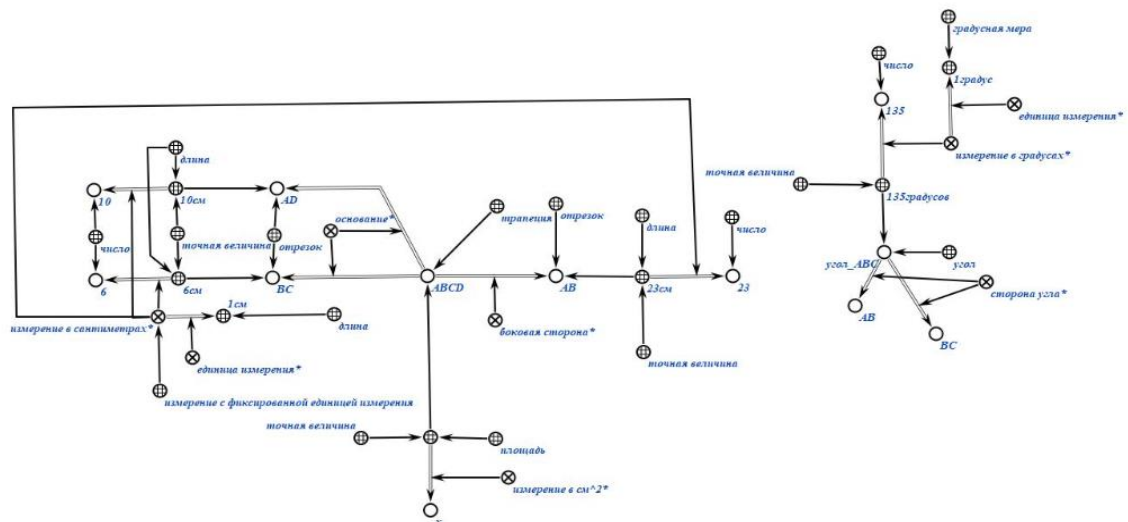 градусная мера
число
1градус
135
единица измерения*
измерение в градусах*
длина
точная величина
135градусов
10
10см
AD
основание*
трапеция
отрезок
длина
число
число
точная величина
отрезок
угол_ABC
угол
6
6см
BC
ABCD
AB
23см
23
сторона угла*
1см
AB
измерение в сантиметрах*
длина
боковая сторона*
BC
единица измерения*
точная величина
измерение с фиксированной единицей измерения
точная величина
площадь
измерение в см^2*